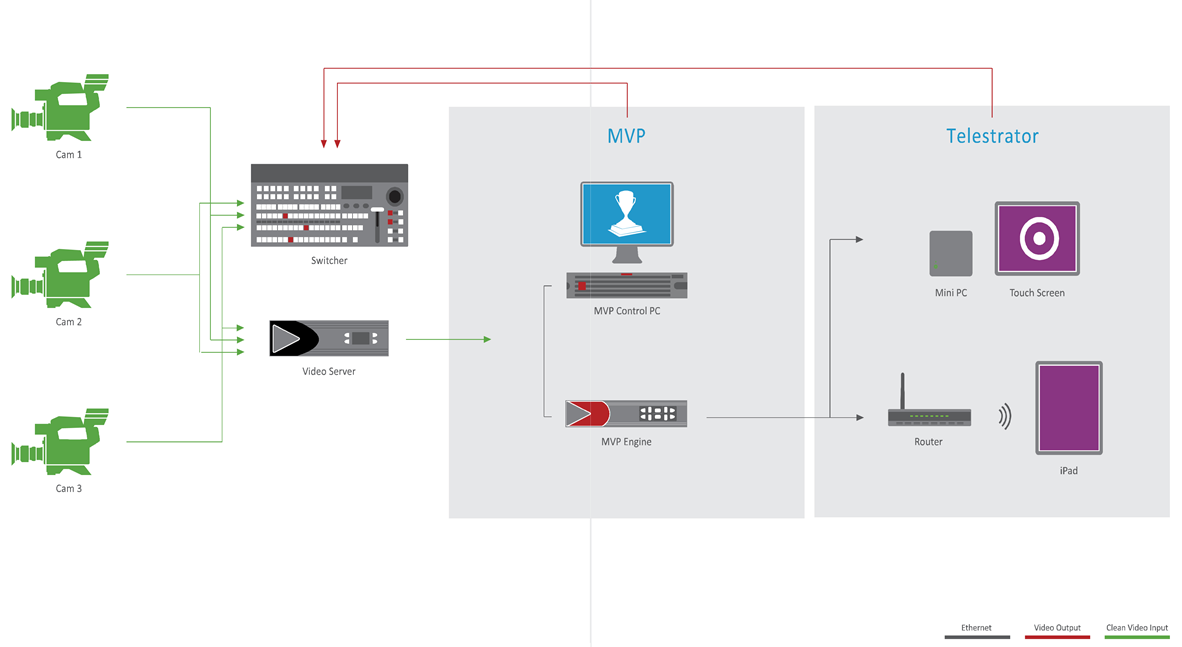 MVP
Telestrator
Cam 1
Switcher
Video Server
Cam 2
MVP Control PC
Mini PC
Touch Screen
MVP Engine
Router
iPad
Cam 3
Ethernet
Video Output
Clean Video Input